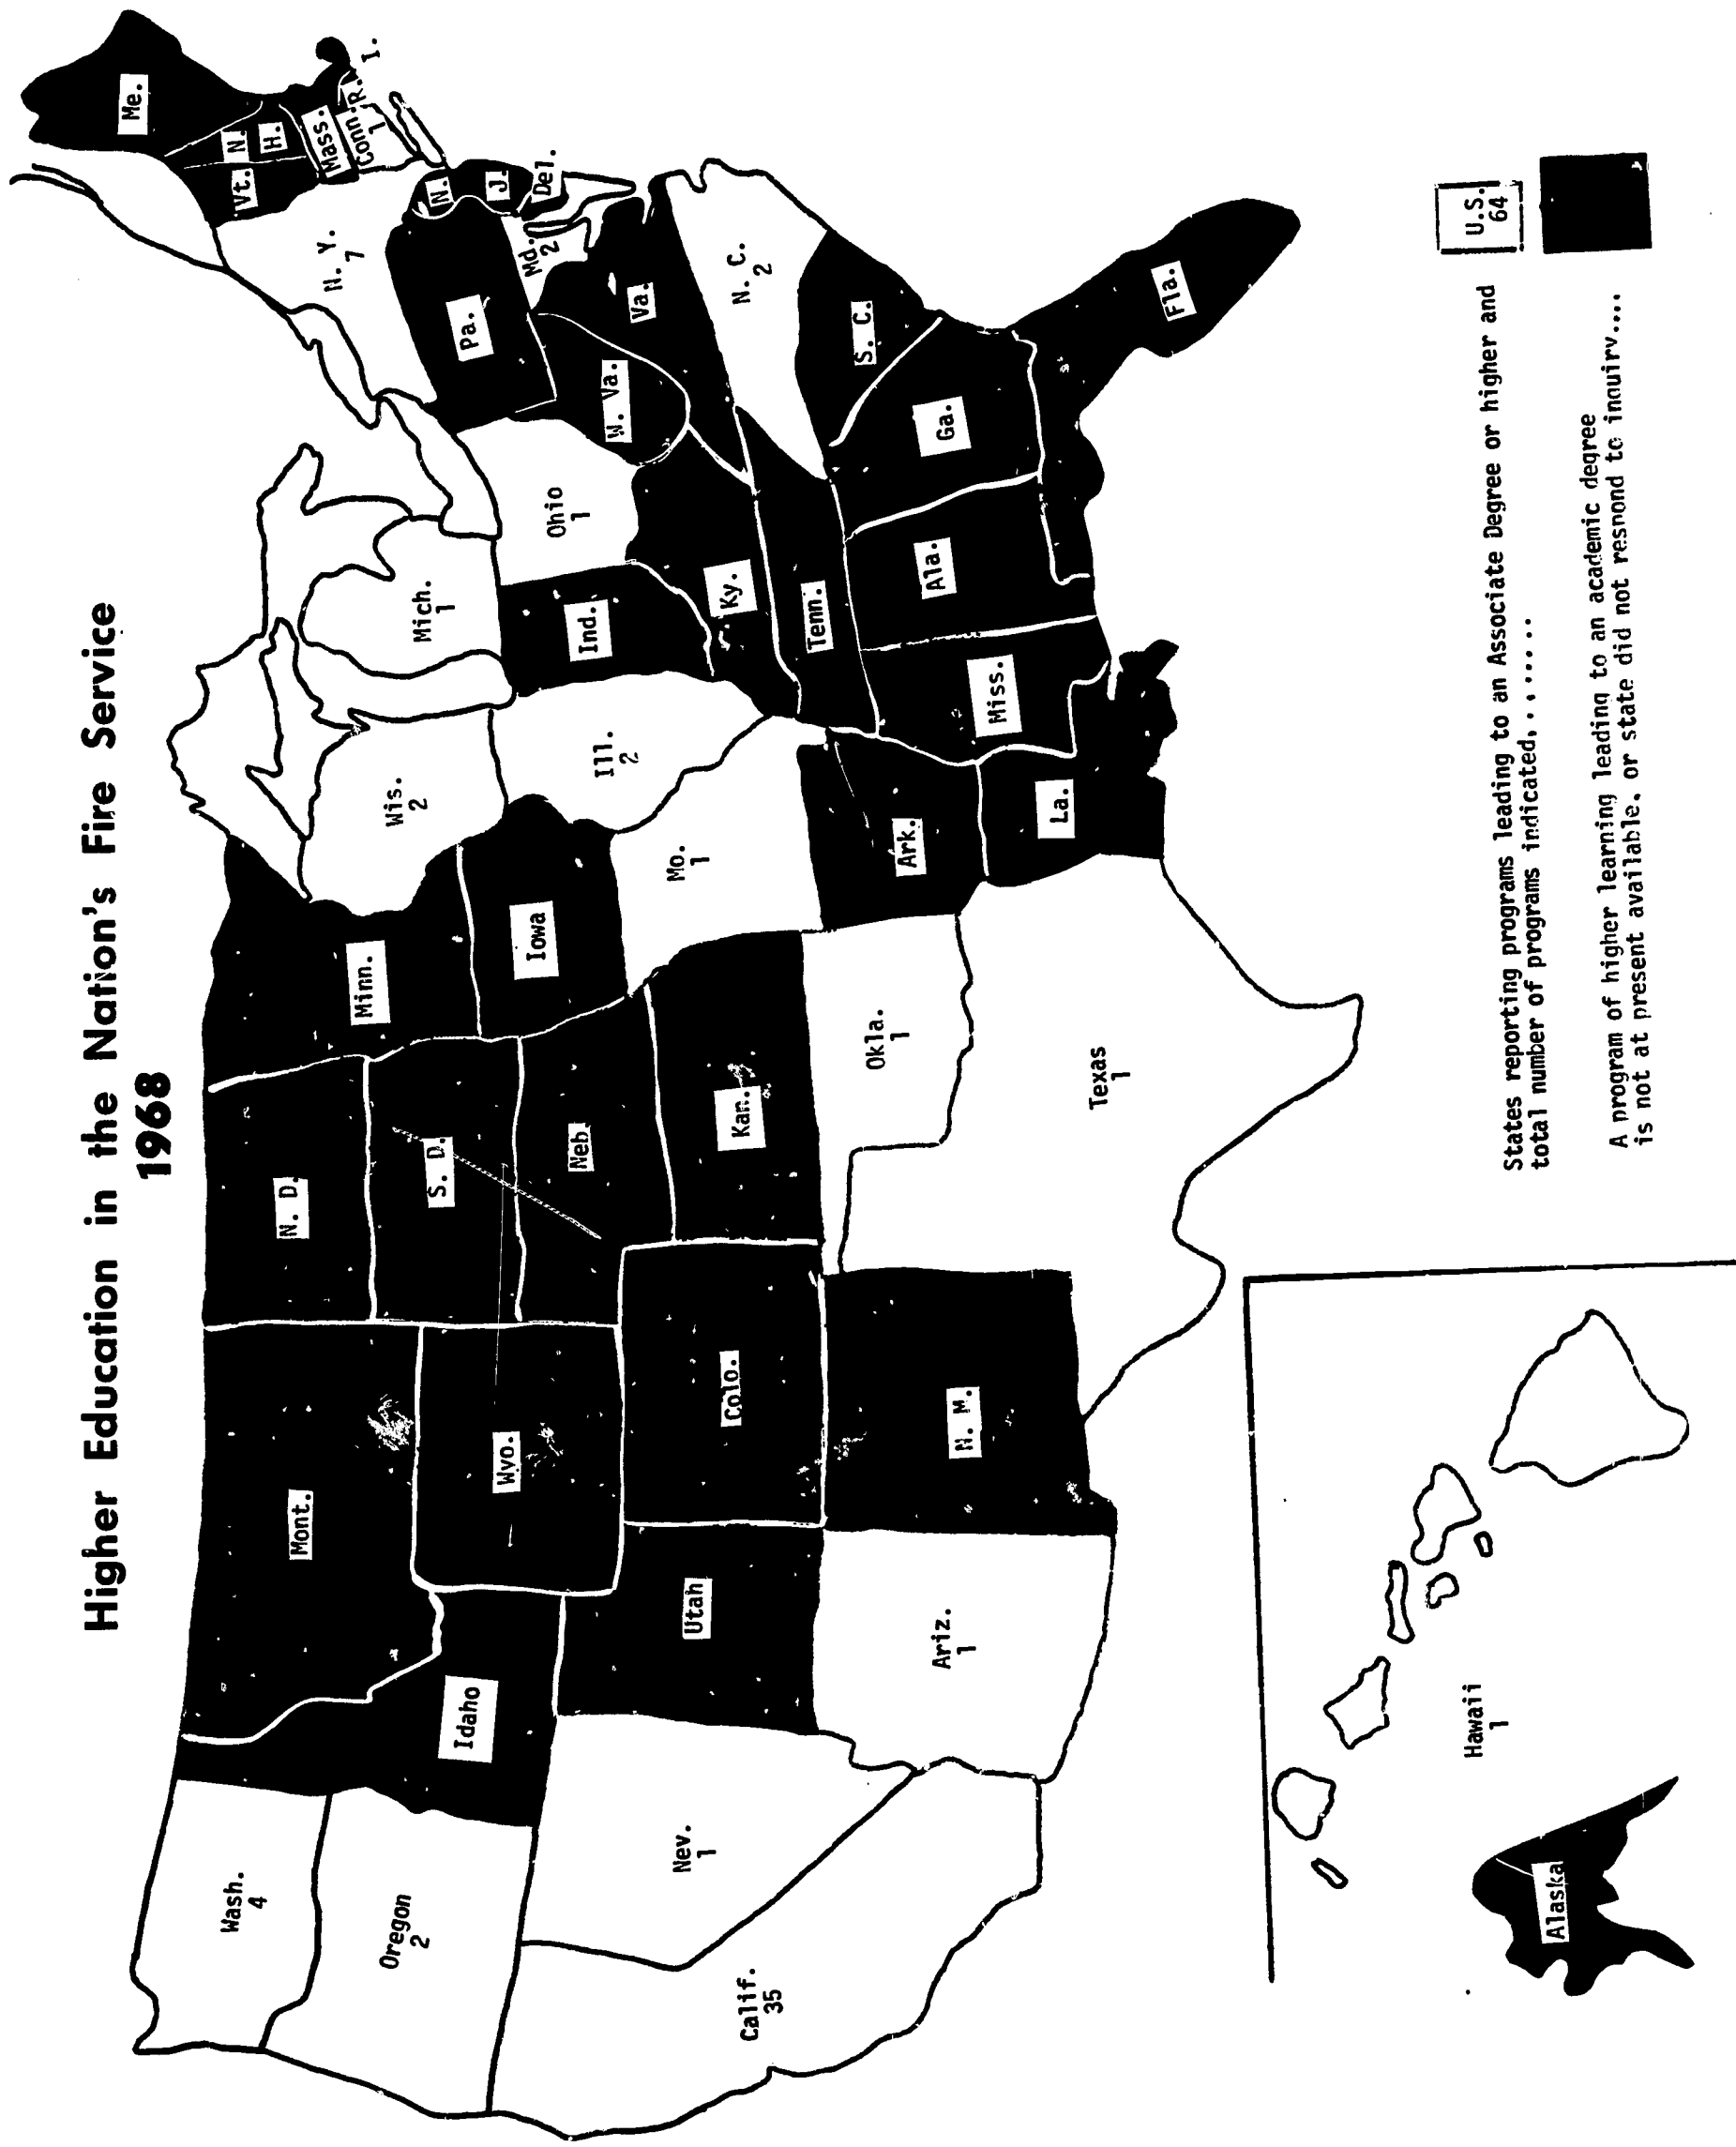 Higher Education in the Nation's Fire Service
1968
Wash.
4
Oregon
2
Calif.
35
Nev.
1
Idaho
Mont.
Wyo.
Utah
Colo.
Ariz.
1
N. M.
N. D.
S. D.
Neb
Kan.
Okla.
1
Texas
1
Minn.
Iowa
Mo.
1
Ark.
La.
Wis.
2
Ill.
2
Mich.
1
Ind.
Ohio
1
Ky.
Tenn.
Miss.
Ala.
Ga.
Fla.
S. C.
N. C.
2
Va.
W. Va.
Md.
2
Del.
Pa.
N. J.
N. Y.
7
Conn.
1
R. I.
Mass.
Vt.
N. H.
Me.
Alaska
Hawaii
1
States reporting programs leading to an Associate Degree or higher and
total number of programs indicated.........
U.S.
64
A program of higher learning leading to an academic degree
is not at present available, or state did not respond to inquiry....